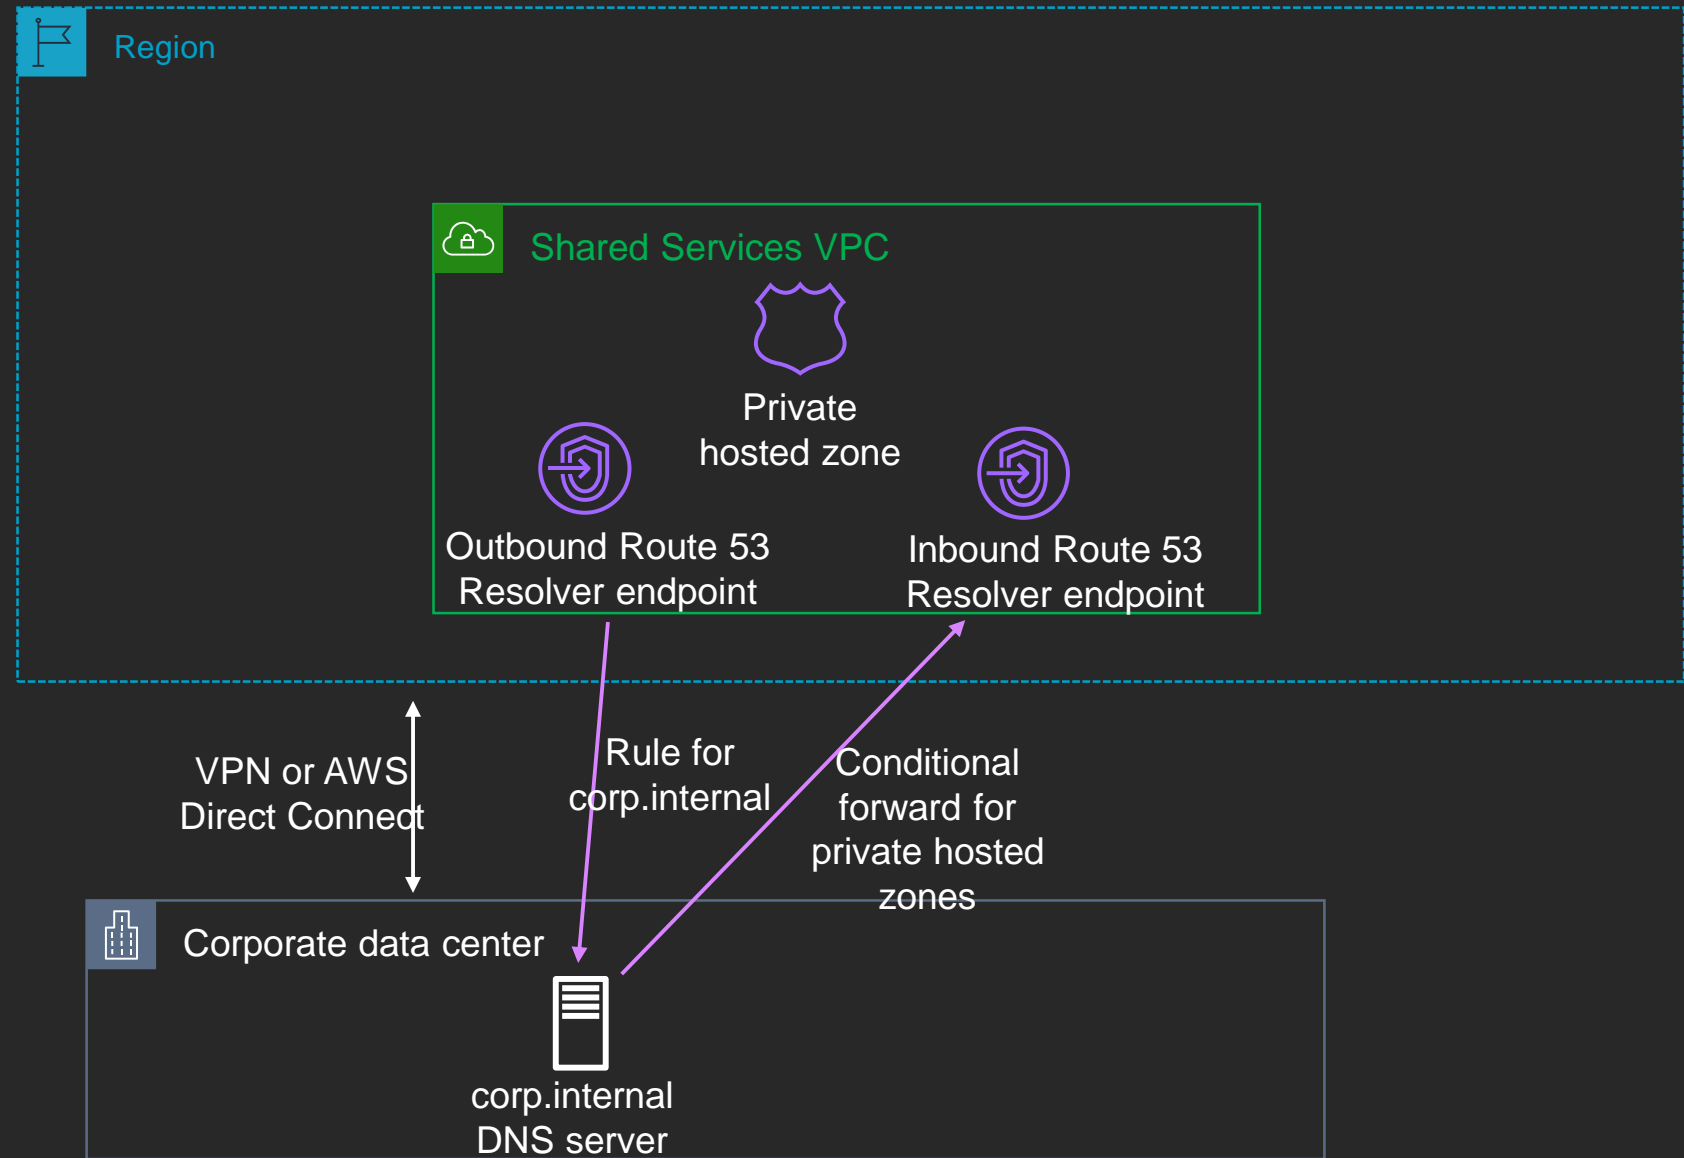 Region
Shared Services VPC
Private
hosted zone
Outbound Route 53
Resolver endpoint
Inbound Route 53
Resolver endpoint
VPN or AWS
Direct Connect
Rule for
corp.internal
Conditional
forward for
private hosted
zones
Corporate data center
corp.internal
DNS server